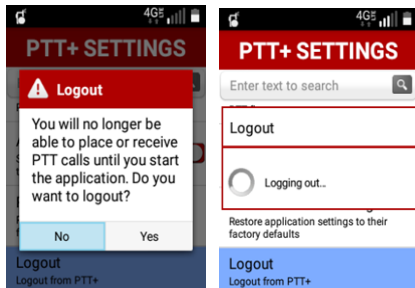 4G
PTT+ SETTINGS
Logout
You will no longer be
able to place or receive
PTT calls until you start
the application. Do you
want to logout?
No
Yes
Logout
Logout from PTT+
4G
PTT+ SETTINGS
Enter text to search
Logout
Logging out...
Restore application settings to their
factory defaults
Logout
Logout from PTT+